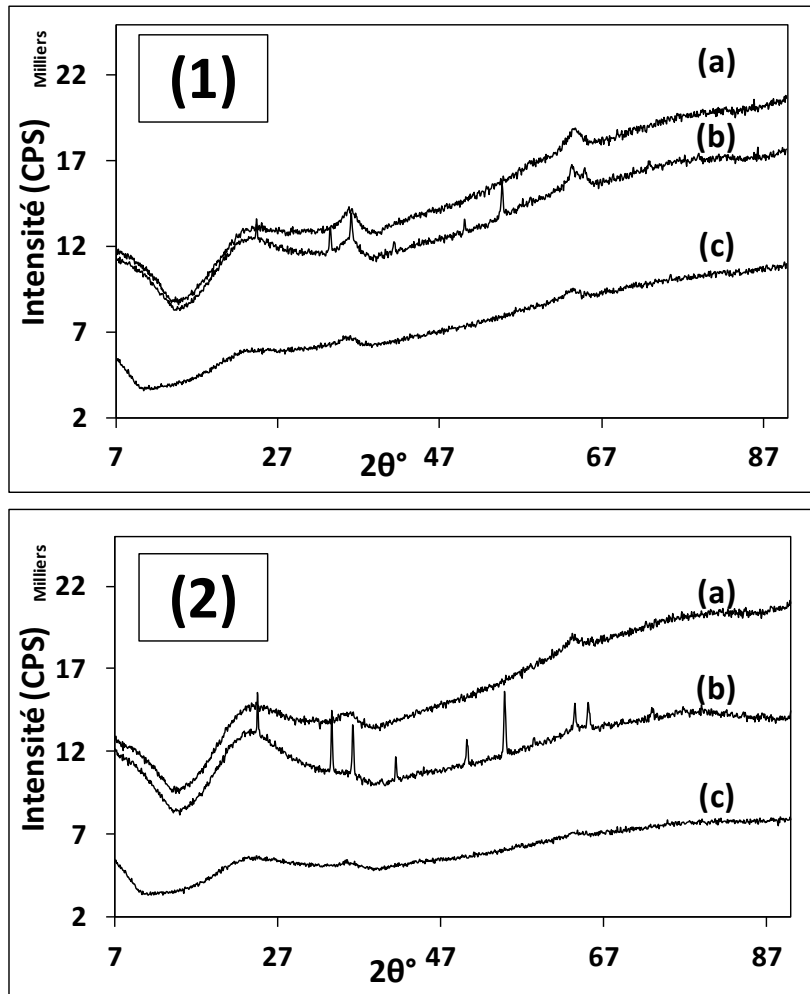 Milliers
(1)
(a)
(b)
(c)
Intensité (CPS)
22
17
12
7
2
7
27
47
67
87
2θ°
Milliers
(2)
(a)
(b)
(c)
Intensité (CPS)
22
17
12
7
2
7
27
47
67
87
2θ°